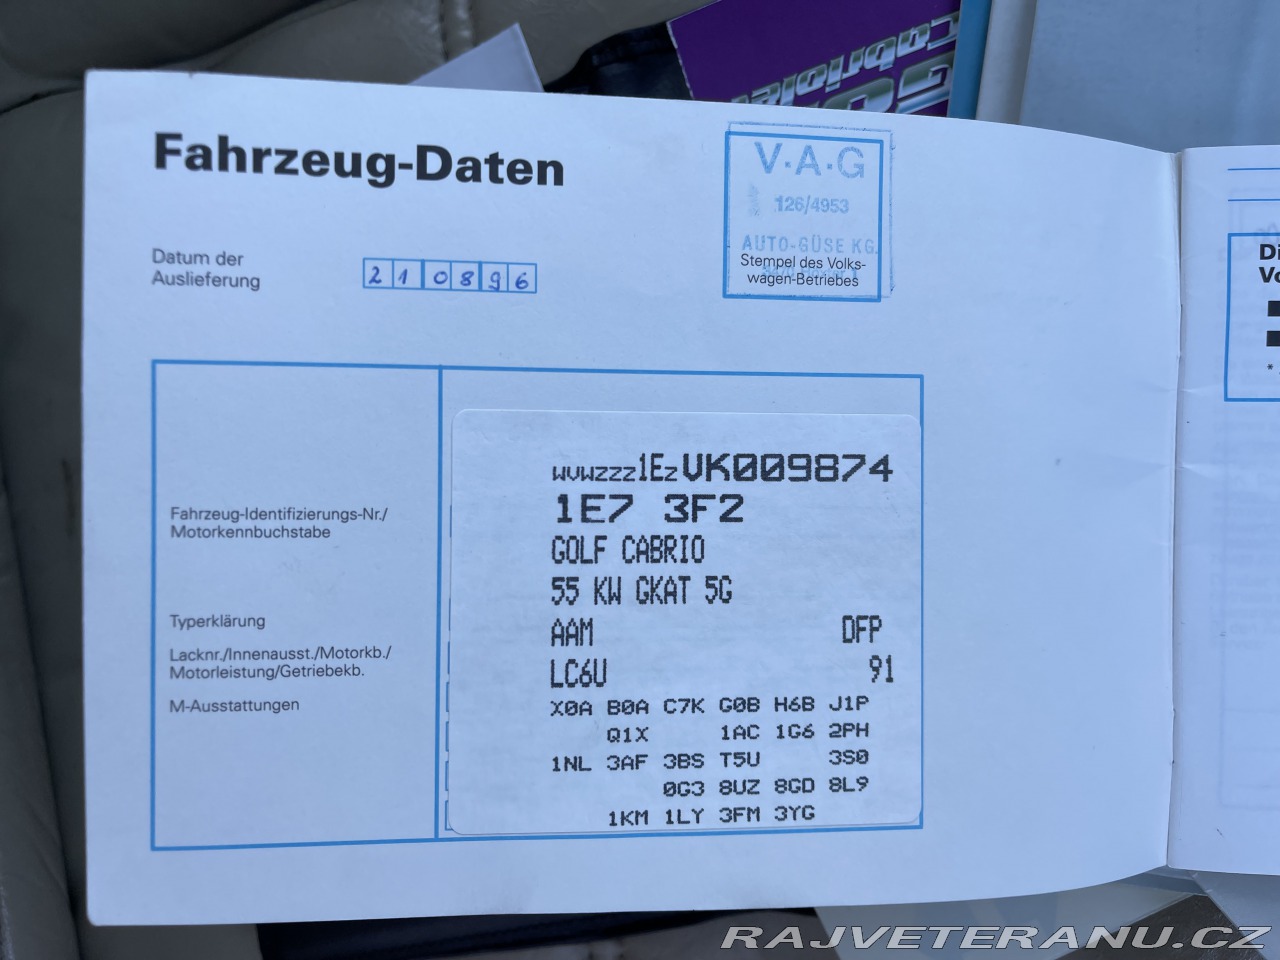 Cabriolet
Fahrzeug-Daten
V·A·G
126/4953
AUTO-GÜSE KG.
Stempel des Volks-
wagen-Betriebes
Datum der
Auslieferung
210896
Di
Vo
*
WVWZZZ1EZVK009874
1E7 3F2
GOLF CABRIO
55 KW GKAT 5G
AAM DFP
LC6U 91
X0A B0A C7K G0B H6B J1P
Q1X 1AC 1G6 2PH
1NL 3AF 3BS T5U 3S0
0G3 8UZ 8GD 8L9
1KM 1LY 3FM 3YG
Fahrzeug-Identifizierungs-Nr./
Motorkennbuchstabe
Typerklärung
Lacknr./Innenausst./Motorkb./
Motorleistung/Getriebekb.
M-Ausstattungen
RAJVETERANU.CZ